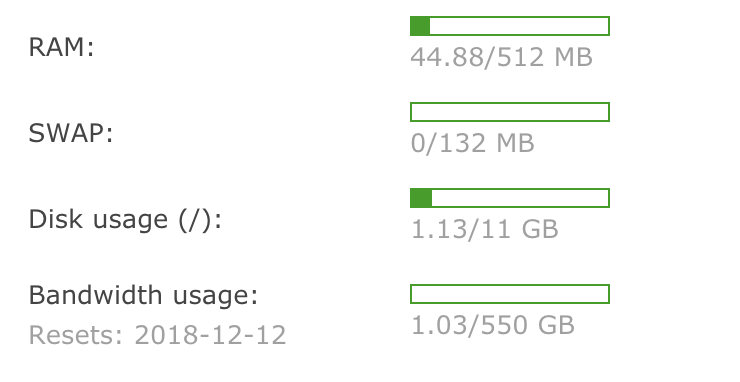 RAM:
44.88/512 MB
SWAP:
0/132 MB
Disk usage (/):
1.13/11 GB
Bandwidth usage:
Resets: 2018-12-12
1.03/550 GB